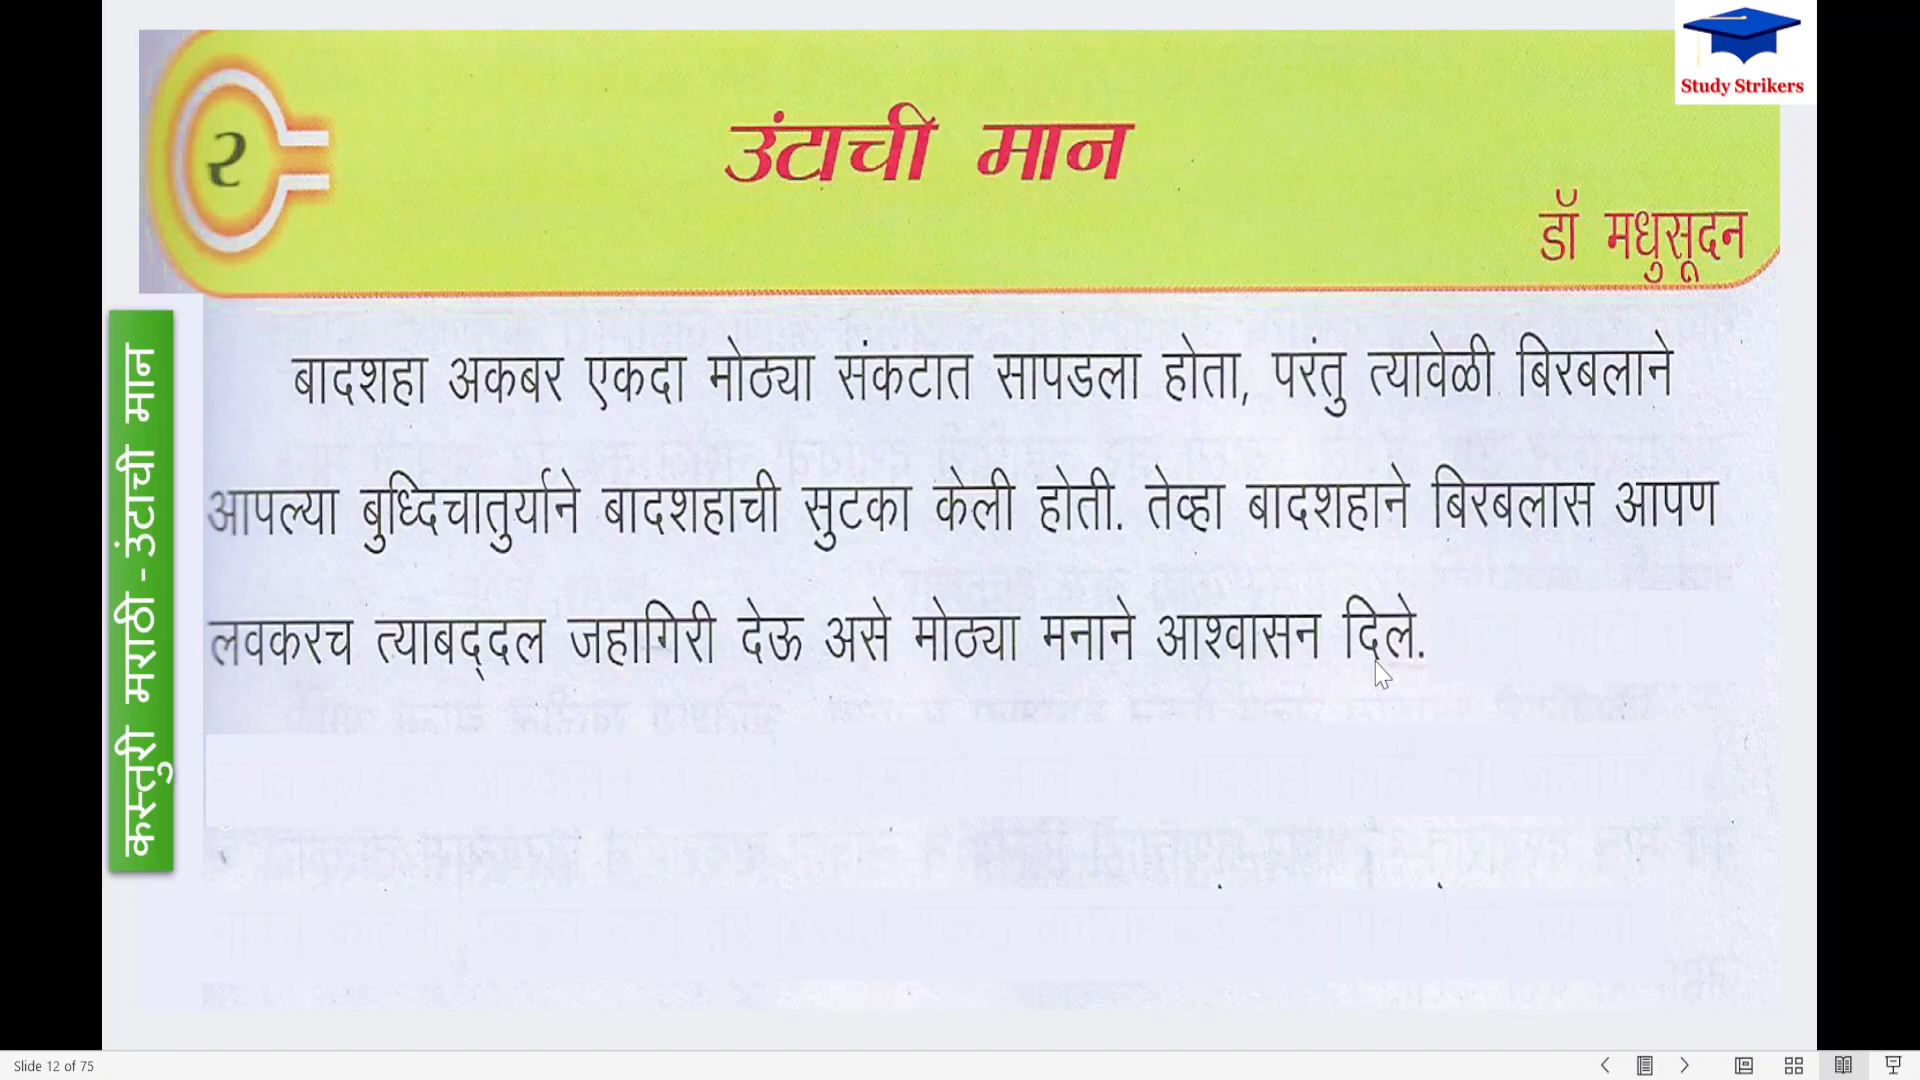 Study Strikers
२
उंटाची मान
डॉ मधुसूदन
कस्तुरी मराठी - उंटाची मान
बादशहा अकबर एकदा मोठ्या संकटात सापडला होता, परंतु त्यावेळी बिरबलाने
आपल्या बुध्दिचातुर्याने बादशहाची सुटका केली होती. तेव्हा बादशहाने बिरबलास आपण
लवकरच त्याबद्दल जहागिरी देऊ असे मोठ्या मनाने आश्वासन दिले.
Slide 12 of 75